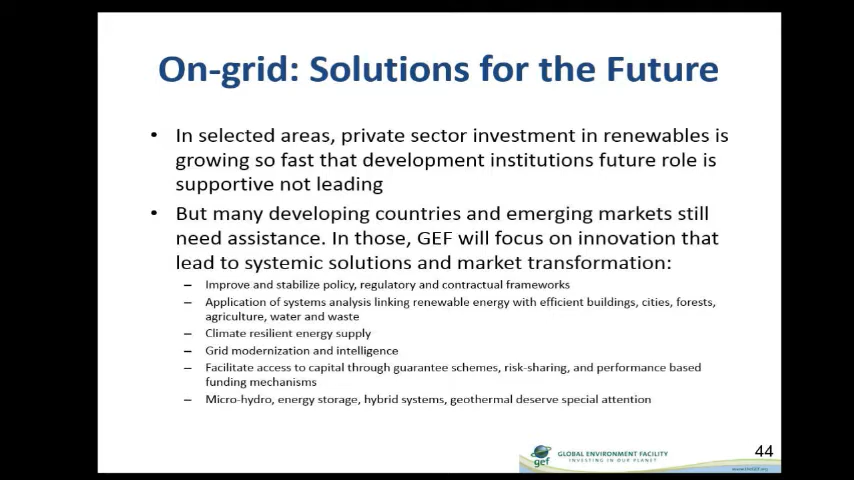 On-grid: Solutions for the Future
• In selected areas, private sector investment in renewables is
growing so fast that development institutions future role is
supportive not leading
• But many developing countries and emerging markets still
need assistance. In those, GEF will focus on innovation that
lead to systemic solutions and market transformation:
– Improve and stabilize policy, regulatory and contractual frameworks
– Application of systems analysis linking renewable energy with efficient buildings, cities, forests,
agriculture, water and waste
– Climate resilient energy supply
– Grid modernization and intelligence
– Facilitate access to capital through guarantee schemes, risk-sharing, and performance based
funding mechanisms
– Micro-hydro, energy storage, hybrid systems, geothermal deserve special attention
gef
GLOBAL ENVIRONMENT FACILITY
INVESTING IN OUR PLANET
44
www.theGEF.org